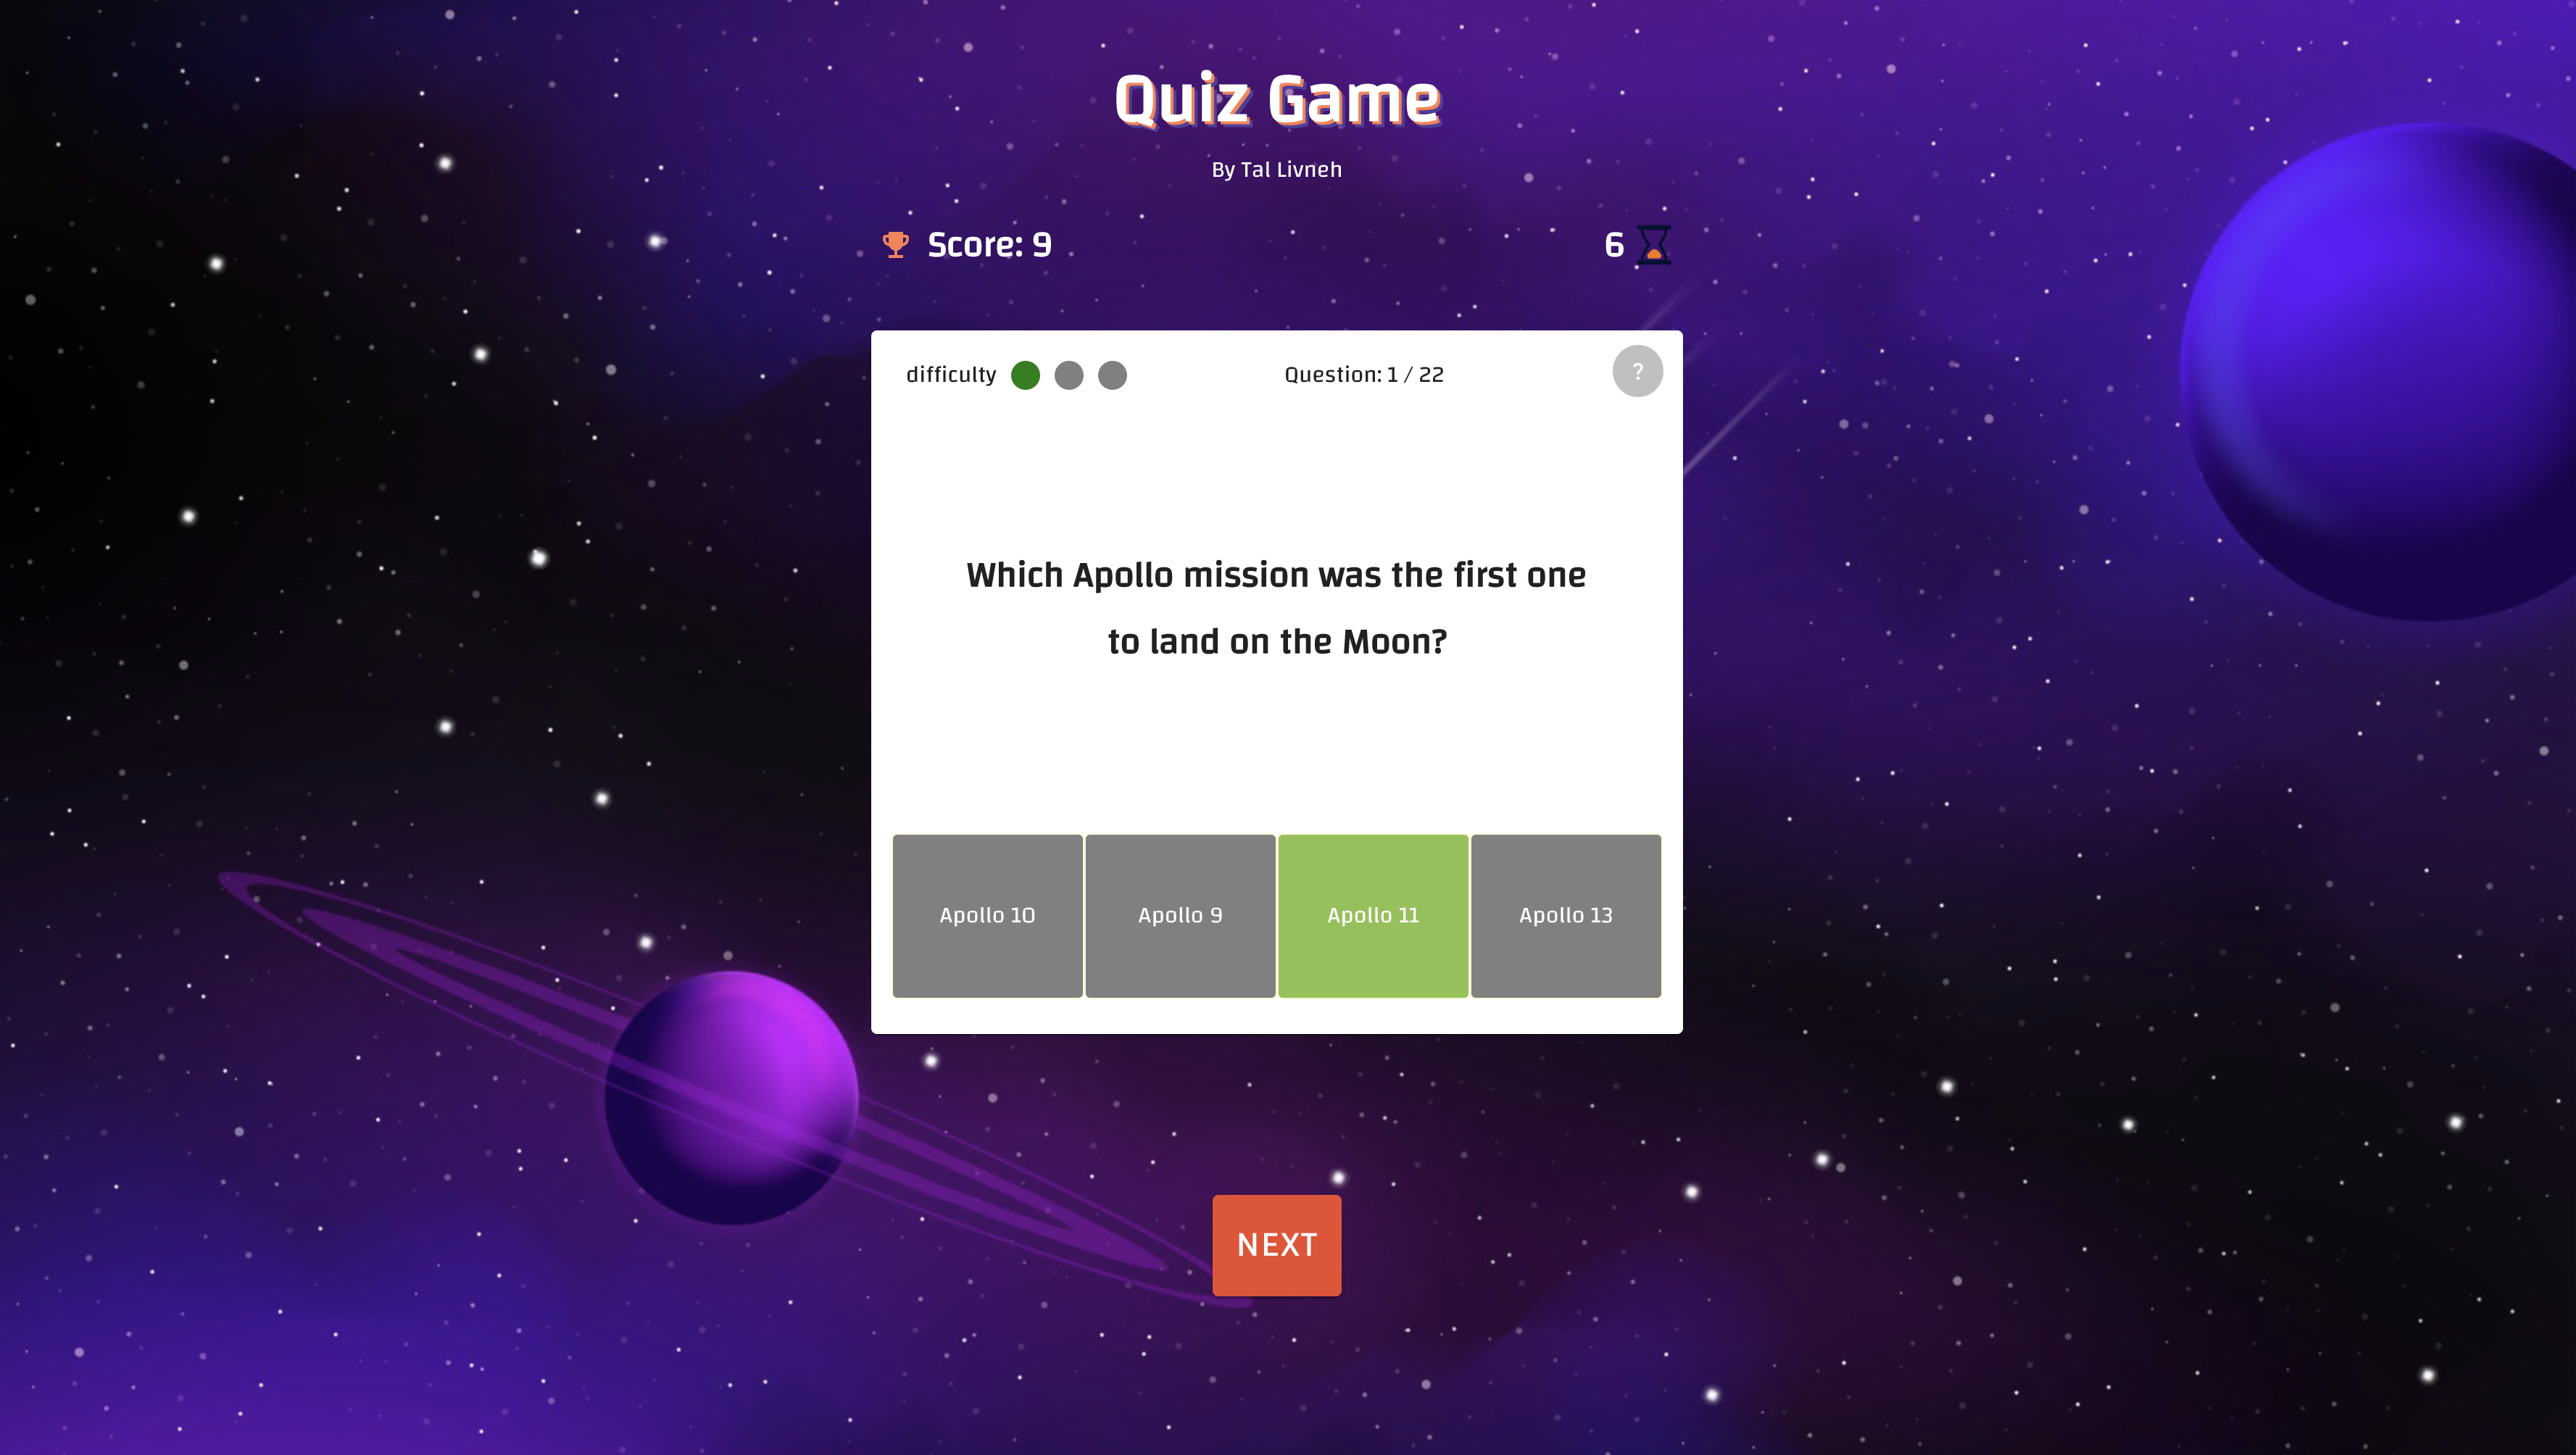 Quiz Game
By Tal Livneh
Score: 9
6
difficulty
Question: 1 / 22
?
Which Apollo mission was the first one
to land on the Moon?
Apollo 10
Apollo 9
Apollo 11
Apollo 13
NEXT